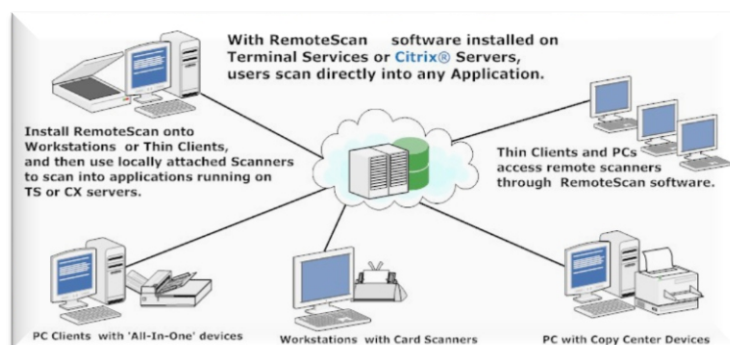 With RemoteScan software installed on
Terminal Services or Citrix® Servers,
users scan directly into any Application.
Install RemoteScan onto
Workstations or Thin Clients,
and then use locally attached Scanners
to scan into applications running on
TS or CX servers.
Thin Clients and PCs
access remote scanners
through RemoteScan software.
PC Clients with 'All-In-One' devices
Workstations with Card Scanners
PC with Copy Center Devices